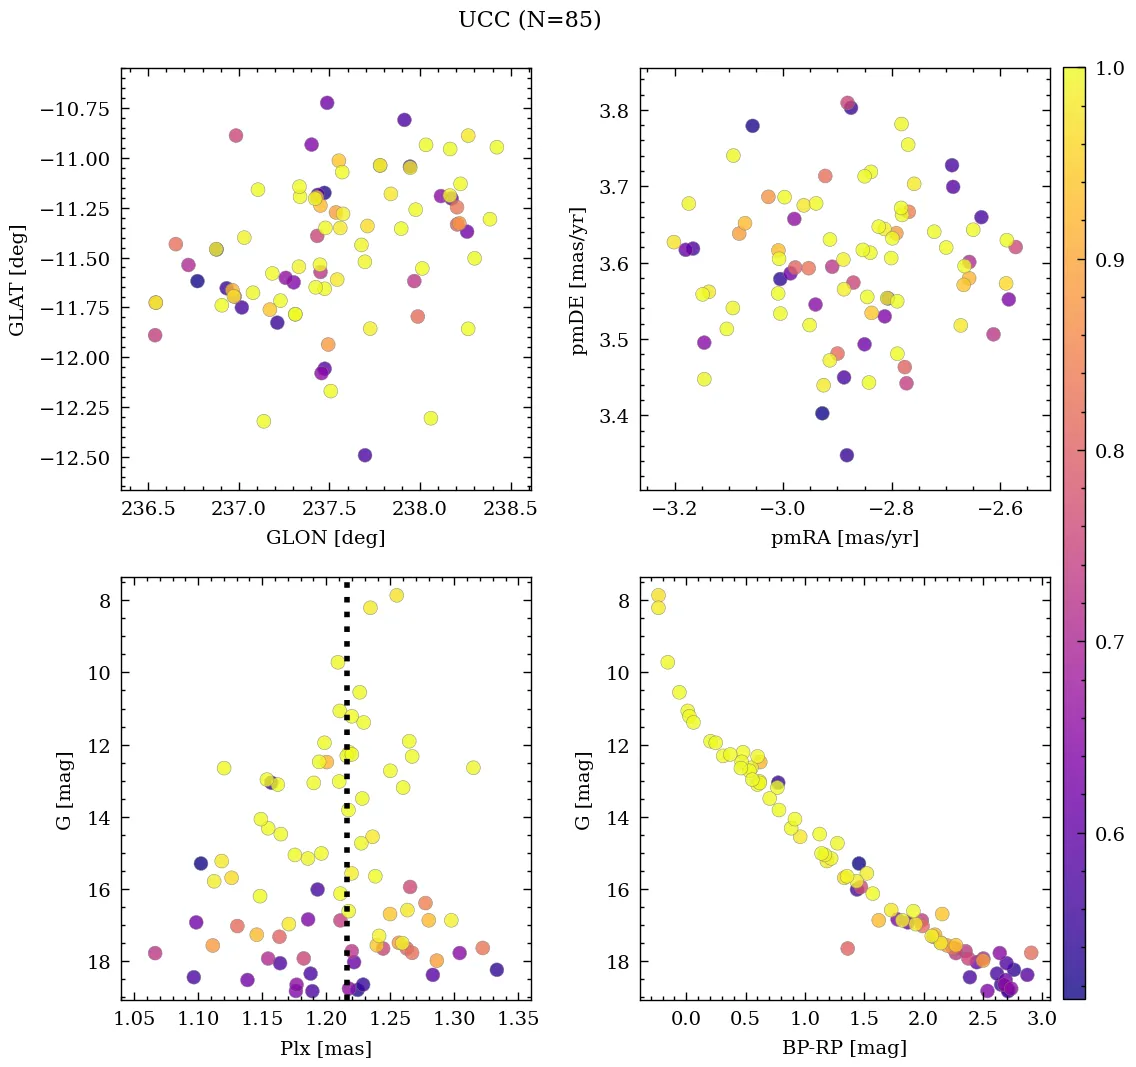 UCC (N=85)
−10.75
−11.00
−11.25
−11.50
−11.75
−12.00
−12.25
−12.50
GLAT [deg]
236.5 237.0 237.5 238.0 238.5
GLON [deg]
3.8
3.7
3.6
3.5
3.4
pmDE [mas/yr]
−3.2 −3.0 −2.8 −2.6
pmRA [mas/yr]
8
10
12
14
16
18
G [mag]
1.05 1.10 1.15 1.20 1.25 1.30 1.35
Plx [mas]
8
10
12
14
16
18
G [mag]
0.0 0.5 1.0 1.5 2.0 2.5 3.0
BP-RP [mag]
1.0
0.9
0.8
0.7
0.6